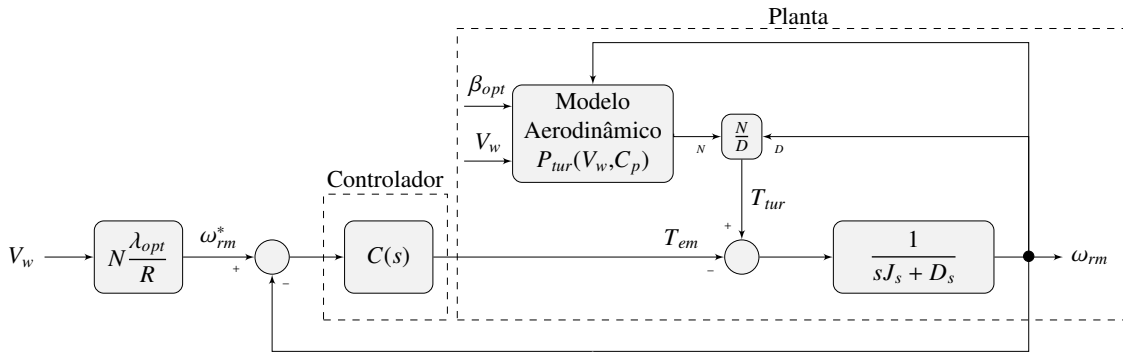 Planta
β_opt
V_w
Modelo
Aerodinâmico
P_tur(V_w,C_p)
N
N/D
D
T_tur
Controlador
V_w
N λ_opt/R
ω*_rm
+
-
C(s)
T_em
+
-
1/(sJ_s + D_s)
ω_rm